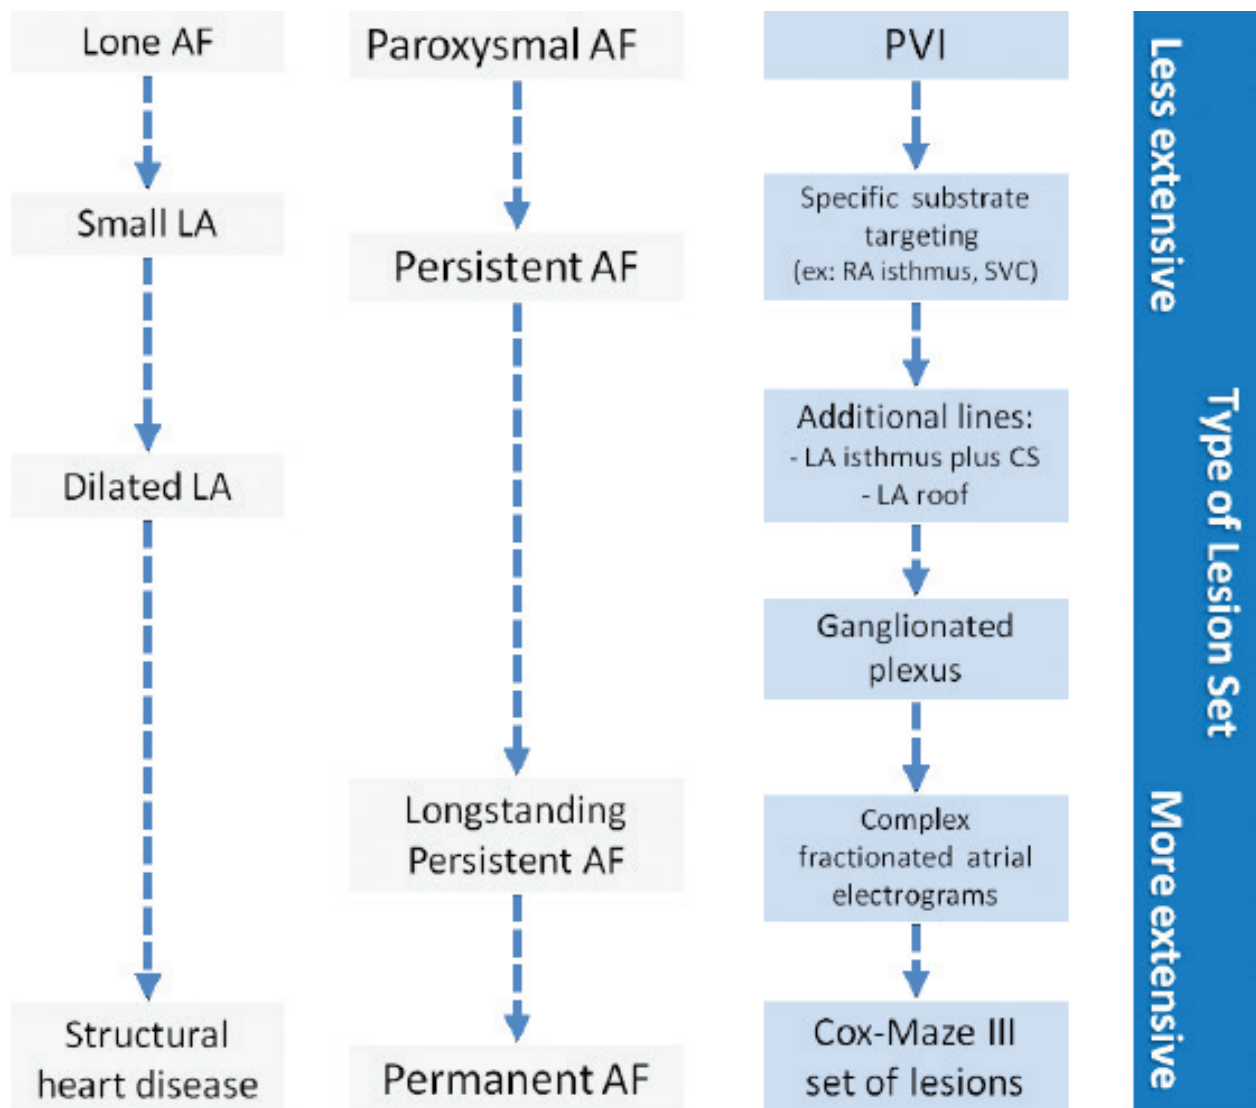 Lone AF
Small LA
Dilated LA
Structural
heart disease
Paroxysmal AF
Persistent AF
Longstanding
Persistent AF
Permanent AF
PVI
Specific substrate
targeting
(ex: RA isthmus, SVC)
Additional lines:
- LA isthmus plus CS
- LA roof
Ganglionated
plexus
Complex
fractionated atrial
electrograms
Cox-Maze III
set of lesions
Less extensive
Type of Lesion Set
More extensive